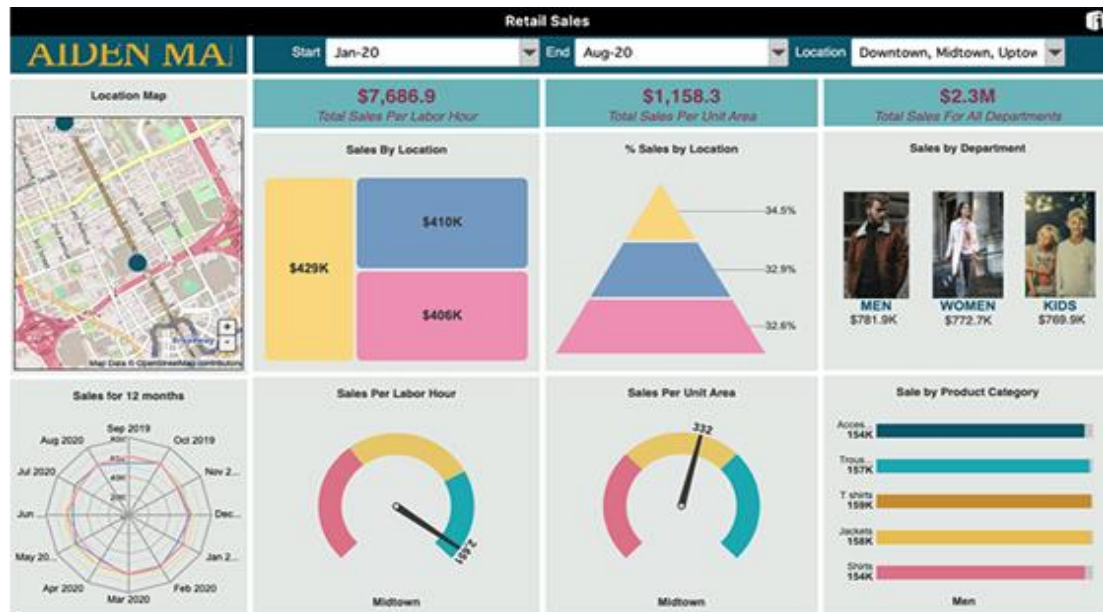 Retail Sales
AIDEN MA
Start Jan-20 End Aug-20 Location Downtown, Midtown, Uptow
Location Map
$7,686.9
Total Sales Per Labor Hour
$1,158.3
Total Sales Per Unit Area
$2.3M
Total Sales For All Departments
Sales By Location
$429K
$410K
$406K
% Sales by Location
34.5%
32.9%
32.6%
Sales by Department
MEN
$781.9K
WOMEN
$772.7K
KIDS
$769.9K
+
-
Map Data © OpenStreetMap contributors
Sales for 12 months
Sep 2019
Oct 2019
Nov 2...
Dec...
Jan 2...
Feb 2020
Mar 2020
Apr 2020
May 20...
Jun ...
Jul 2020
Aug 2020
Sales Per Labor Hour
2,651
Midtown
Sales Per Unit Area
332
Midtown
Sale by Product Category
Acces...
154K
Trous...
157K
T shirts
159K
Jackets
158K
Shirts
154K
Men